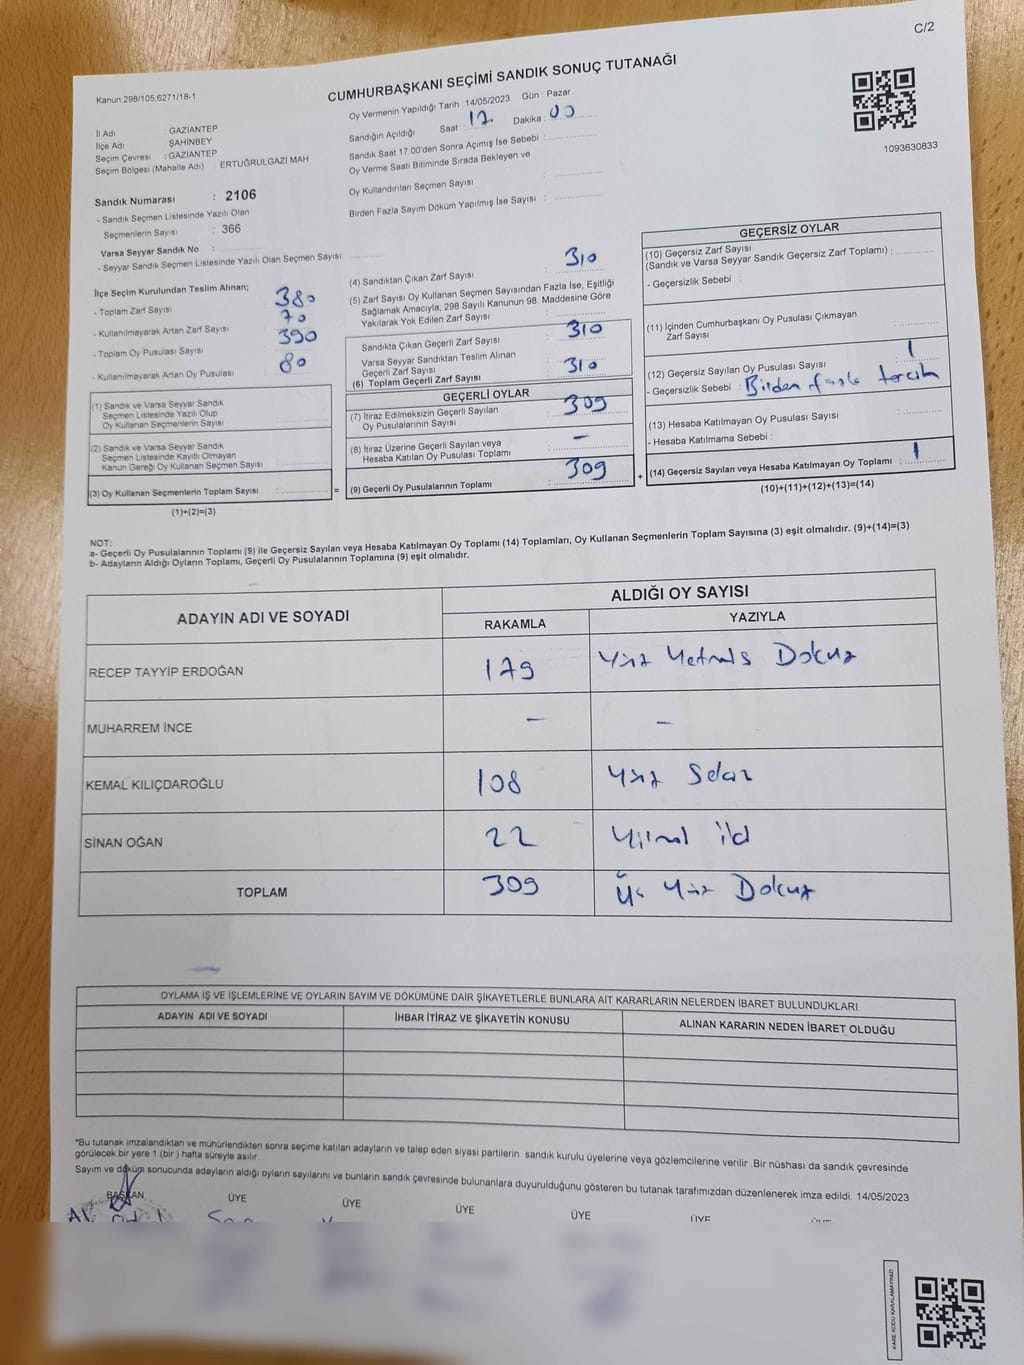 C/2
Kanun:298/105;6271/18-1
CUMHURBAŞKANI SEÇİMİ SANDIK SONUÇ TUTANAĞI
Oy Vermenin Yapıldığı Tarih :14/05/2023 Gün : Pazar
İl Adı : GAZİANTEP
İlçe Adı : ŞAHİNBEY
Seçim Çevresi : GAZİANTEP
Seçim Bölgesi (Mahalle Adı) ERTUĞRULGAZİ MAH
Sandığın Açıldığı Saat : 17 Dakika : 00
Sandık Saat 17.00'den Sonra Açımış İse Sebebi :
Oy Verme Saati Bitiminde Sırada Bekleyen ve
Oy Kullandırılan Seçmen Sayısı :
Birden Fazla Sayım Döküm Yapılmış İse Sayısı :
1093630833
Sandık Numarası : 2106
- Sandık Seçmen Listesinde Yazılı Olan
Seçmenlerin Sayısı : 366
Varsa Seyyar Sandık No :
- Seyyar Sandık Seçmen Listesinde Yazılı Olan Seçmen Sayısı:
İlçe Seçim Kurulundan Teslim Alınan;
- Toplam Zarf Sayısı : 380
- Kullanılmayarak Artan Zarf Sayısı : 70
- Toplam Oy Pusulası Sayısı : 390
- Kullanılmayarak Artan Oy Pusulası : 80
(1) Sandık ve Varsa Seyyar Sandık
Seçmen Listesinde Yazılı Olup
Oy Kullanan Seçmenlerin Sayısı :
(2) Sandık ve Varsa Seyyar Sandık
Seçmen Listesinde Kayıtlı Olmayan
Kanun Gereği Oy Kullanan Seçmen Sayısı :
(3) Oy Kullanan Seçmenlerin Toplam Sayısı : =
(1)+(2)=(3)
(4) Sandıktan Çıkan Zarf Sayısı : 310
(5) Zarf Sayısı Oy Kullanan Seçmen Sayısından Fazla İse, Eşitliği
Sağlamak Amacıyla; 298 Sayılı Kanunun 98. Maddesine Göre
Yakılarak Yok Edilen Zarf Sayısı :
Sandıkta Çıkan Geçerli Zarf Sayısı : 310
Varsa Seyyar Sandıktan Teslim Alınan
Geçerli Zarf Sayısı :
(6) Toplam Geçerli Zarf Sayısı : 310
GEÇERLİ OYLAR
(7) İtiraz Edilmeksizin Geçerli Sayılan
Oy Pusulasının Sayısı : 309
(8) İtiraz Üzerine Geçerli Sayılan veya
Hesaba Katılan Oy Pusulası Toplamı : -
(9) Geçerli Oy Pusulalarının Toplamı : 309 +
GEÇERSİZ OYLAR
(10) Geçersiz Zarf Sayısı
(Sandık ve Varsa Seyyar Sandık Geçersiz Zarf Toplamı) :
- Geçersizlik Sebebi :
(11) İçinden Cumhurbaşkanı Oy Pusulası Çıkmayan
Zarf Sayısı :
(12) Geçersiz Sayılan Oy Pusulası Sayısı : 1
- Geçersizlik Sebebi : Birden fazla tercih
(13) Hesaba Katılmayan Oy Pusulası Sayısı :
- Hesaba Katılmama Sebebi :
(14) Geçersiz Sayılan veya Hesaba Katılmayan Oy Toplamı : 1
(10)+(11)+(12)+(13)=(14)
NOT:
a- Geçerli Oy Pusulalarının Toplamı (9) ile Geçersiz Sayılan veya Hesaba Katılmayan Oy Toplamı (14) Toplamları, Oy Kullanan Seçmenlerin Toplam Sayısına (3) eşit olmalıdır. (9)+(14)=(3)
b- Adayların Aldığı Oyların Toplamı, Geçerli Oy Pusulalarının Toplamına (9) eşit olmalıdır.
ADAYIN ADI VE SOYADI ALDIĞI OY SAYISI
RAKAMLA YAZIYLA
RECEP TAYYİP ERDOĞAN 179 Yüz Yetmiş Dokuz
MUHARREM İNCE - -
KEMAL KILIÇDAROĞLU 108 Yüz Sekiz
SİNAN OĞAN 22 Yirmi iki
TOPLAM 309 Üç Yüz Dokuz
OYLAMA İŞ VE İŞLEMLERİNE VE OYLARIN SAYIM VE DÖKÜMÜNE DAİR ŞİKAYETLERLE BUNLARA AİT KARARLARIN NELERDEN İBARET BULUNDUKLARI
ADAYIN ADI VE SOYADI İHBAR İTİRAZ VE ŞİKAYETİN KONUSU ALINAN KARARIN NEDEN İBARET OLDUĞU
*Bu tutanak imzalandıktan ve mühürlendikten sonra seçime katılan adayların ve talep eden siyasi partilerin sandık kurulu üyelerine veya gözlemcilerine verilir .Bir nüshası da sandık çevresinde
görülecek bir yere 1 (bir ) hafta süreyle asılır.
Sayım ve döküm sonucunda adayların aldığı oyların sayılarını ve bunların sandık çevresinde bulunanlara duyurulduğunu gösteren bu tutanak tarafımızdan düzenlenerek imza edildi. 14/05/2023
BAŞKAN ÜYE ÜYE ÜYE ÜYE ÜYE ÜYE
KARE KODU KARALAMAYINIZ!